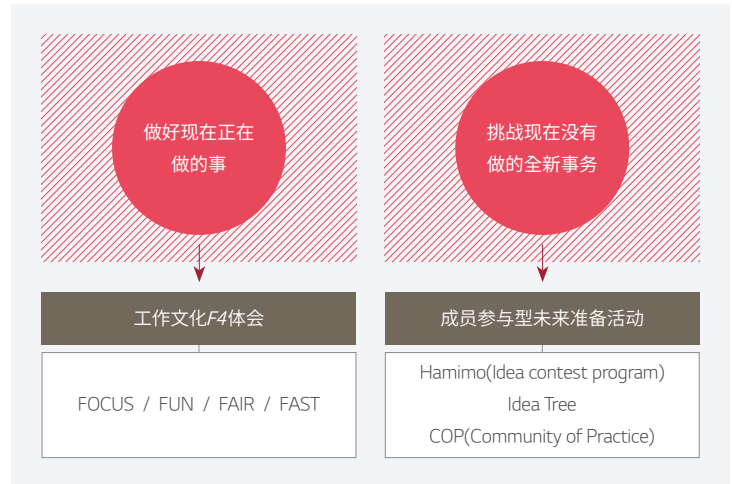 做好现在正在
做的事
挑战现在没有
做的全新事务
工作文化F4体会
成员参与型未来准备活动
FOCUS / FUN / FAIR / FAST
Hamimo(Idea contest program)
Idea Tree
COP(Community of Practice)